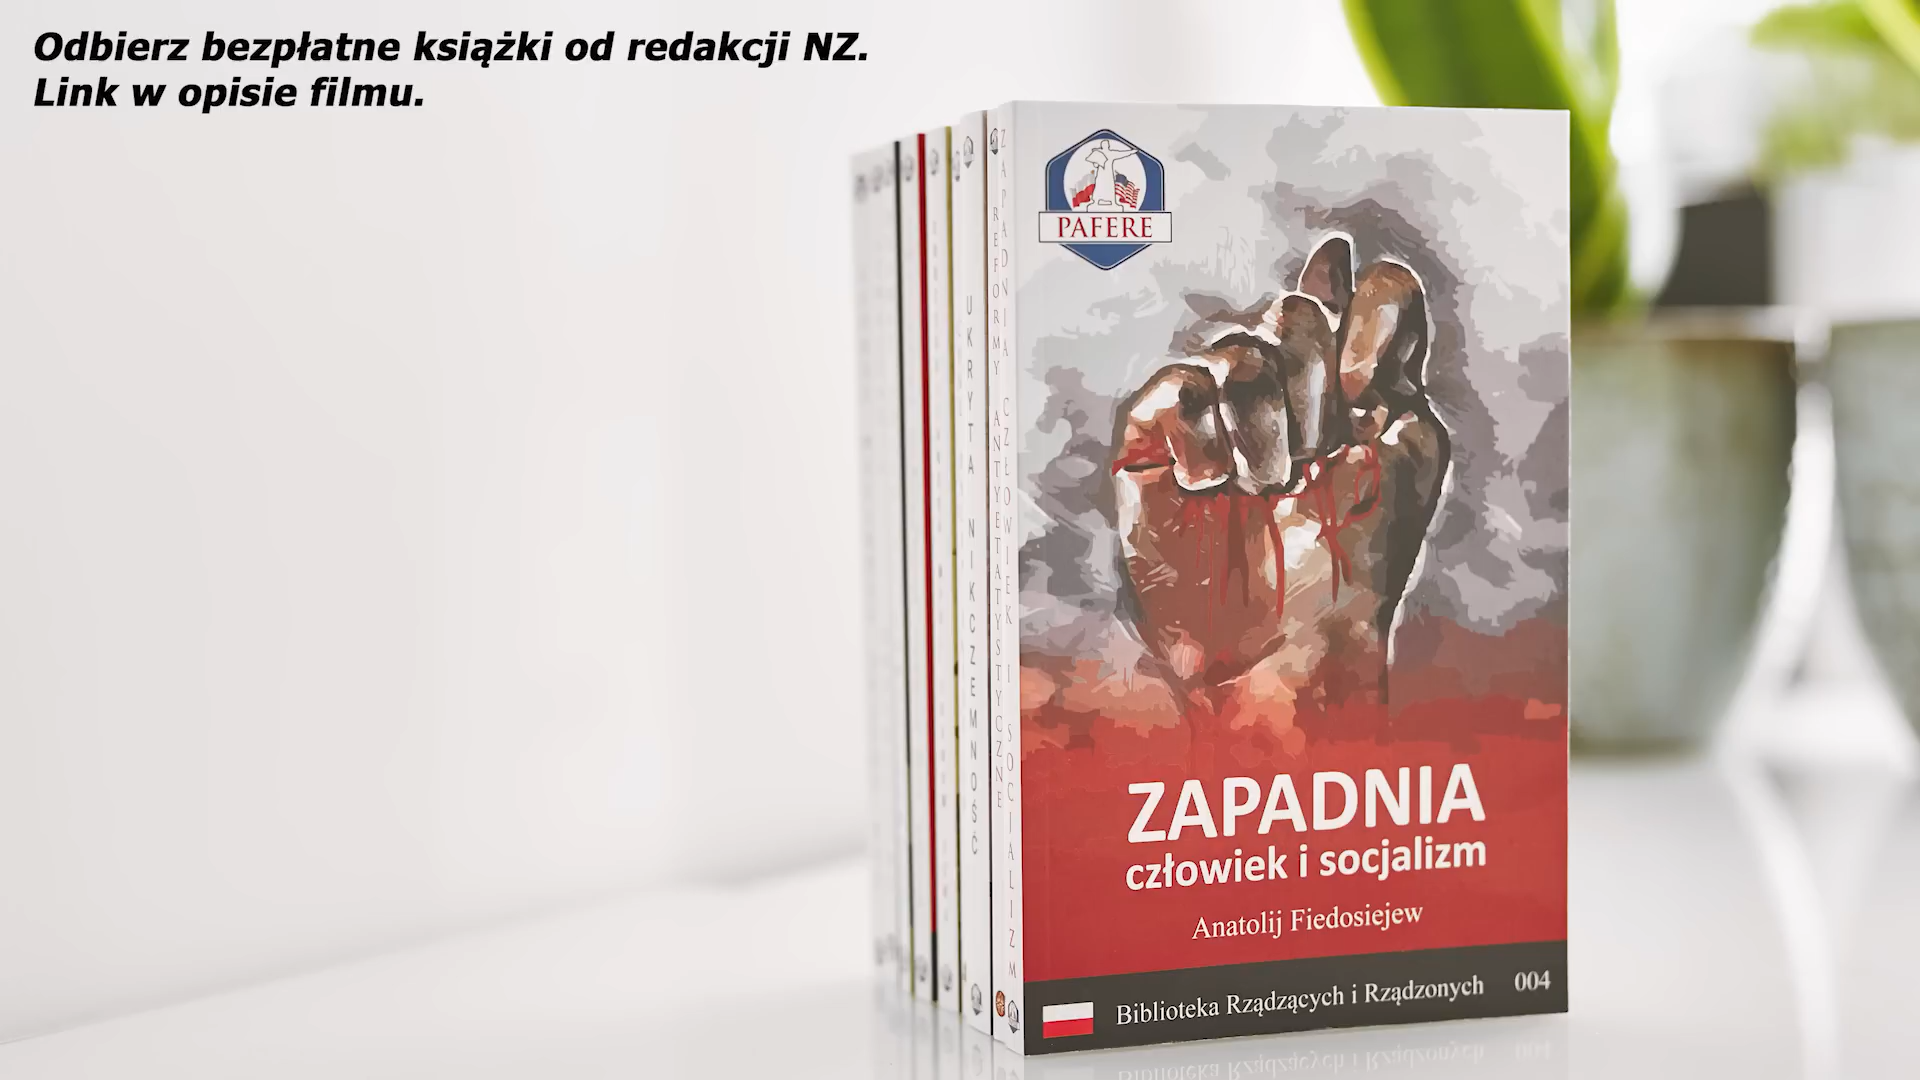 Odbierz bezpłatne książki od redakcji NZ.
Link w opisie filmu.
PAFERE
ZAPADNIA
człowiek i socjalizm
Anatolij Fiedosiejew
Biblioteka Rządzących i Rządzonych 004
ZAPADNIA CZŁOWIEK I SOCJALIZM
REFORMY ANTYETATYSTYCZNE
UKRYTA NIKCZEMNOŚĆ